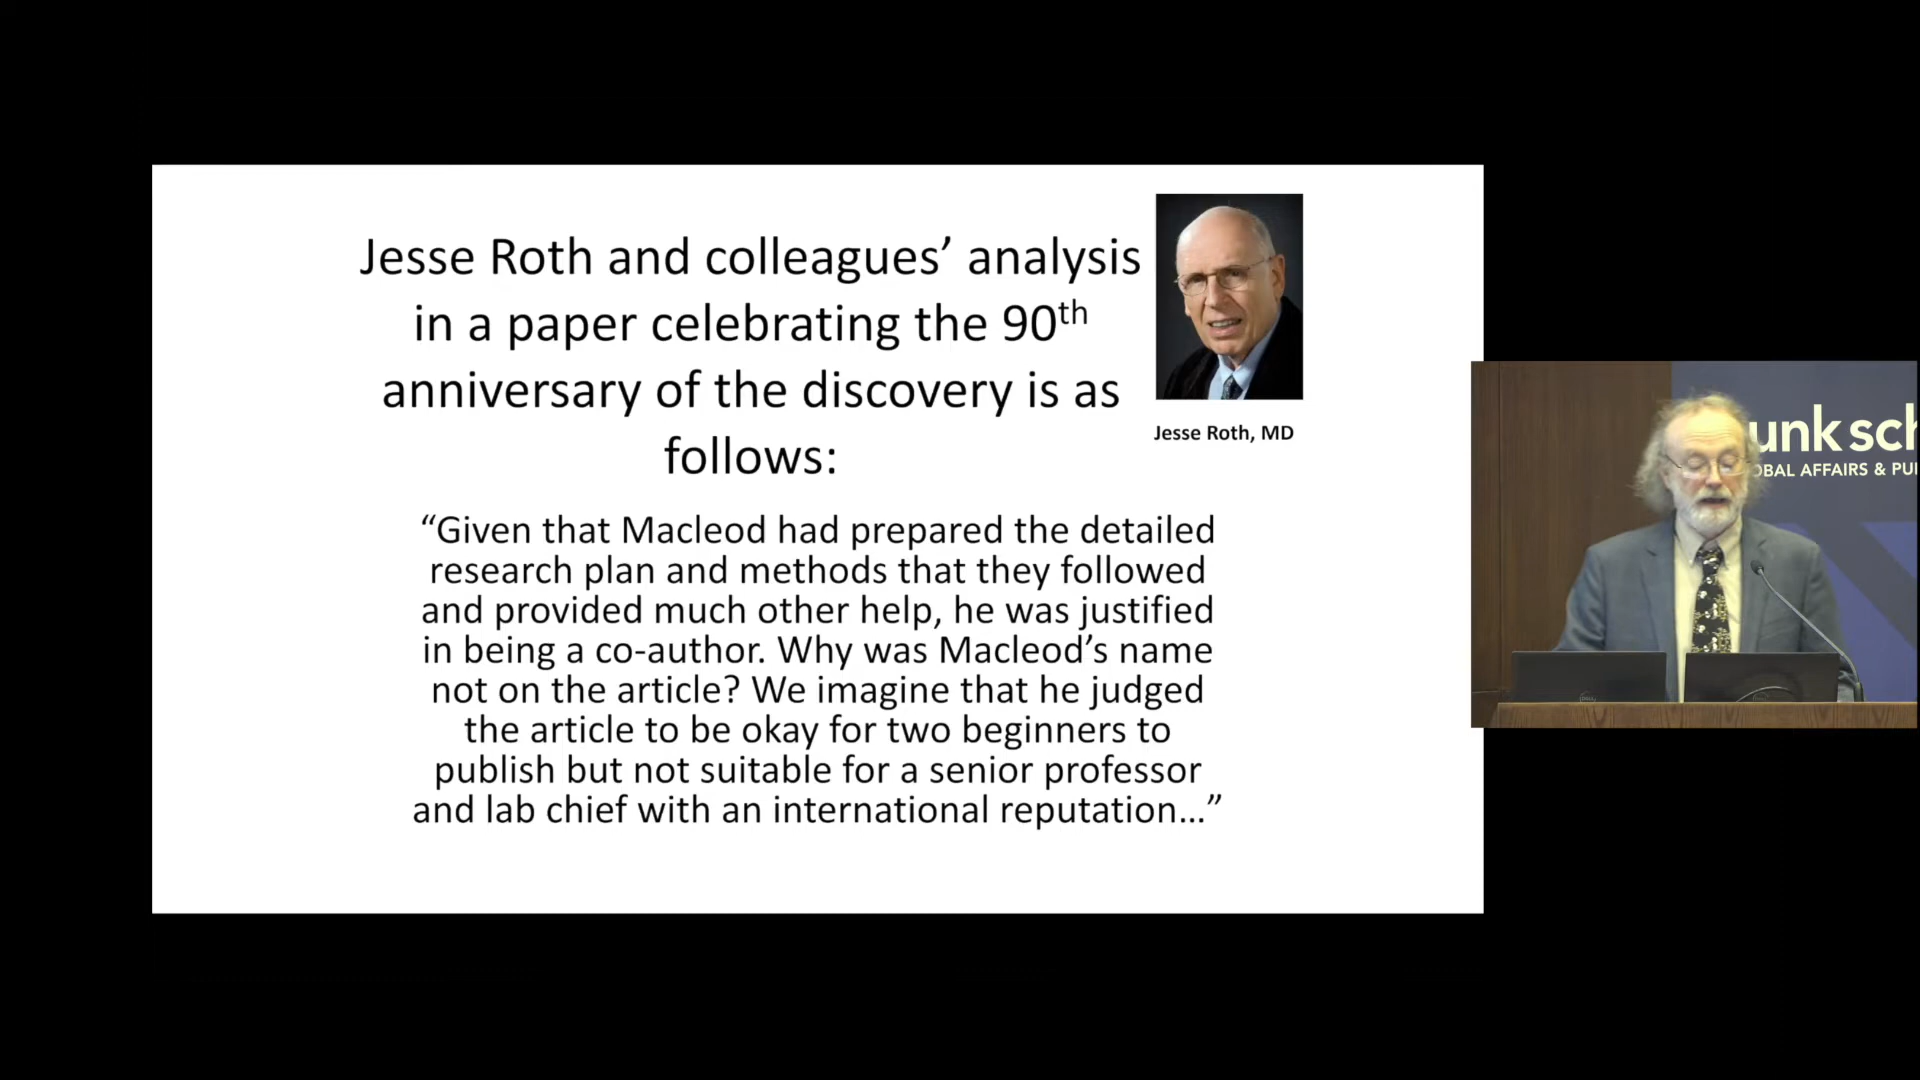 Jesse Roth and colleagues’ analysis
in a paper celebrating the 90th
anniversary of the discovery is as
follows:
Jesse Roth, MD
“Given that Macleod had prepared the detailed
research plan and methods that they followed
and provided much other help, he was justified
in being a co-author. Why was Macleod’s name
not on the article? We imagine that he judged
the article to be okay for two beginners to
publish but not suitable for a senior professor
and lab chief with an international reputation…”
unk sch
OBAL AFFAIRS & PU